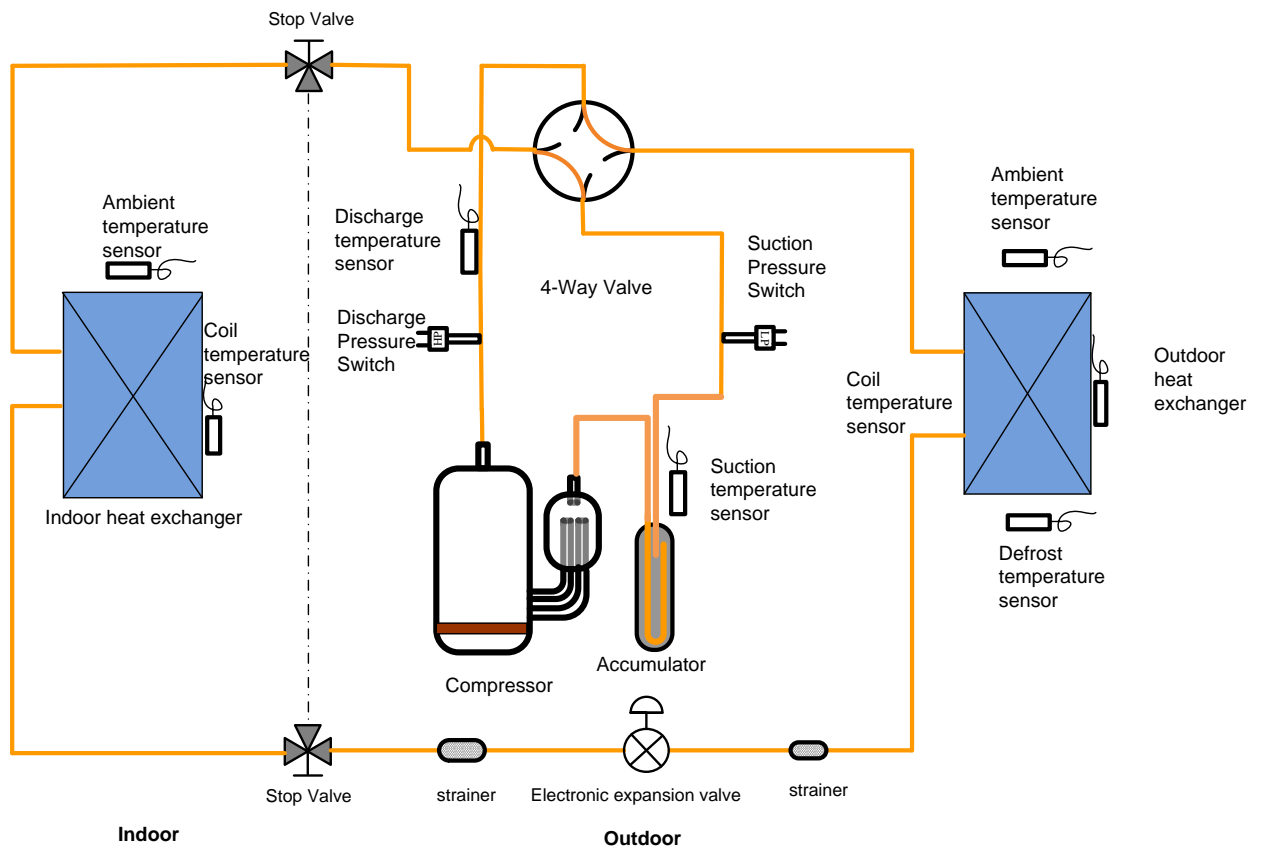 Stop Valve
Ambient
temperature
sensor
Discharge
temperature
sensor
4-Way Valve
Suction
Pressure
Switch
Ambient
temperature
sensor
Discharge
Pressure
Switch
HP
LP
Coil
temperature
sensor
Coil
temperature
sensor
Outdoor
heat
exchanger
Suction
temperature
sensor
Indoor heat exchanger
Defrost
temperature
sensor
Accumulator
Compressor
Stop Valve
strainer
Electronic expansion valve
strainer
Indoor
Outdoor